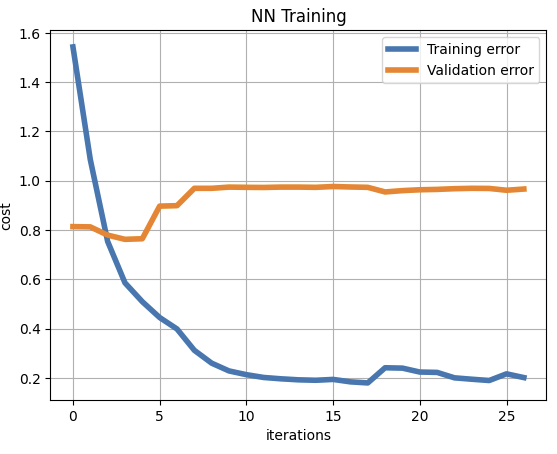 NN Training
Training error
Validation error
cost
1.6
1.4
1.2
1.0
0.8
0.6
0.4
0.2
0 5 10 15 20 25
iterations